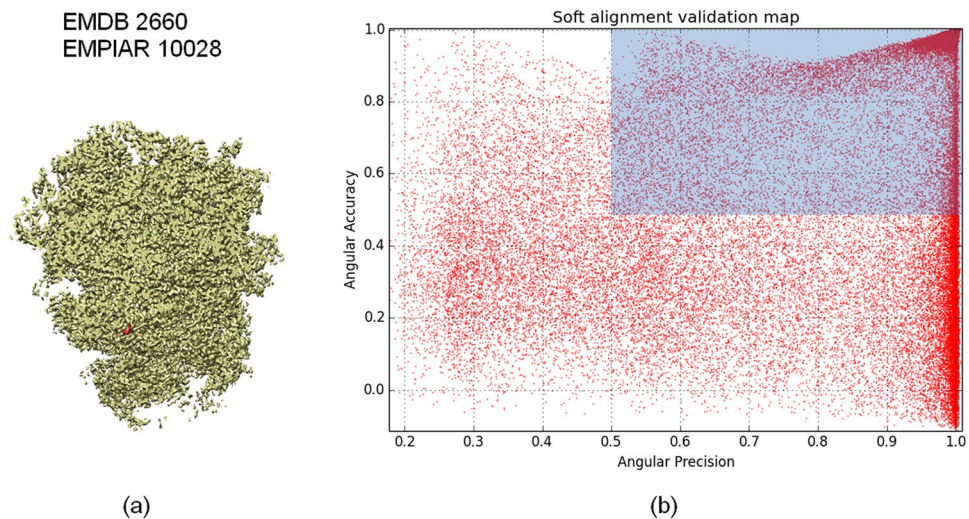 EMDB 2660
EMPIAR 10028
Soft alignment validation map
1.0
0.8
0.6
0.4
0.2
0.0
Angular Accuracy
0.2 0.3 0.4 0.5 0.6 0.7 0.8 0.9 1.0
Angular Precision
(a) (b)